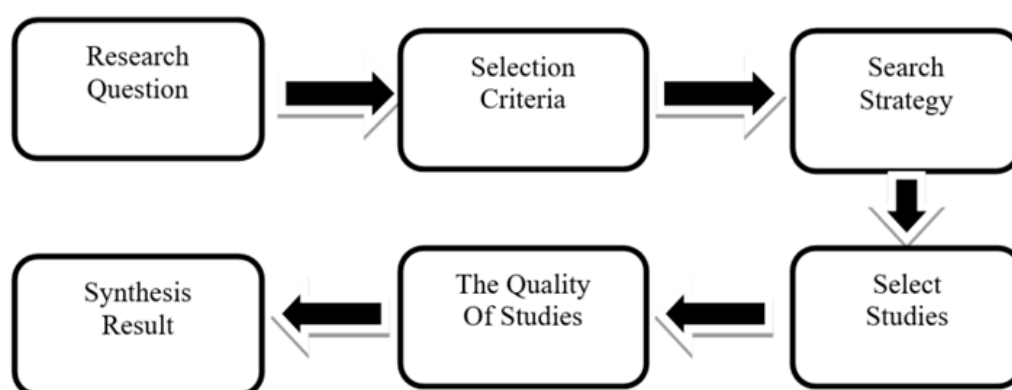 Research
Question
Selection
Criteria
Search
Strategy
Select
Studies
The Quality
Of Studies
Synthesis
Result